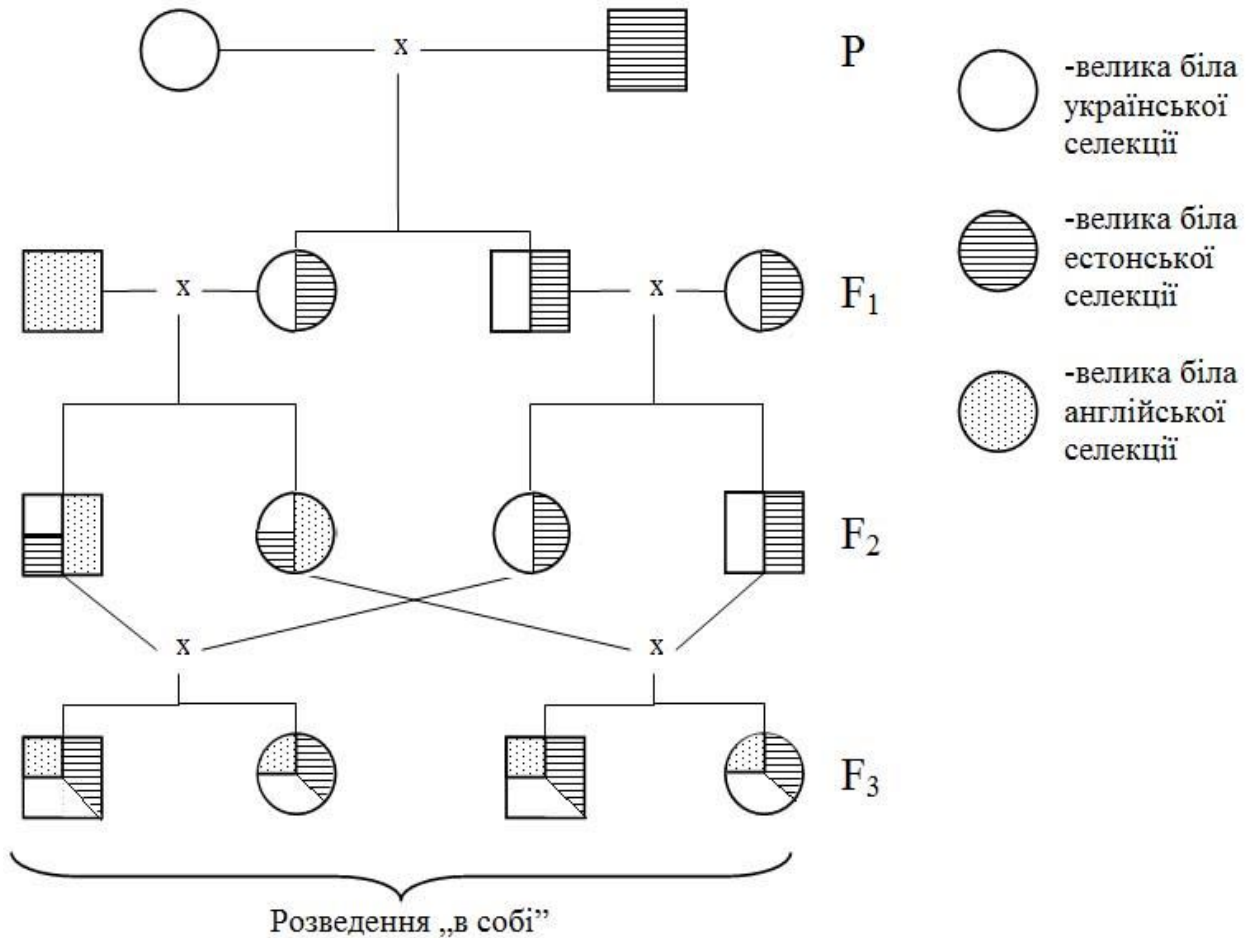 x
P
-велика біла
української
селекції
-велика біла
естонської
селекції
x
x
F₁
-велика біла
англійської
селекції
F₂
x
x
F₃
Розведення „в собі”